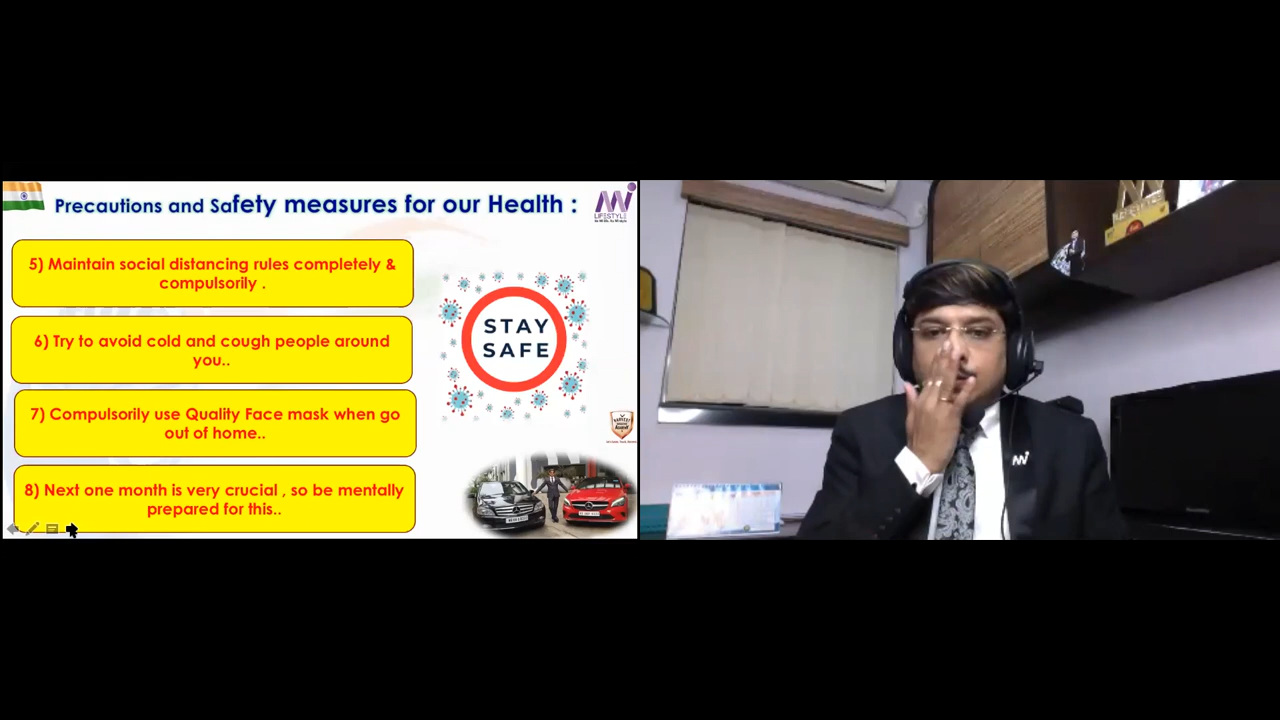 Precautions and Safety measures for our Health :
LIFESTYLE
5) Maintain social distancing rules completely &
compulsorily .
6) Try to avoid cold and cough people around
you..
7) Compulsorily use Quality Face mask when go
out of home..
8) Next one month is very crucial , so be mentally
prepared for this..
STAY
SAFE